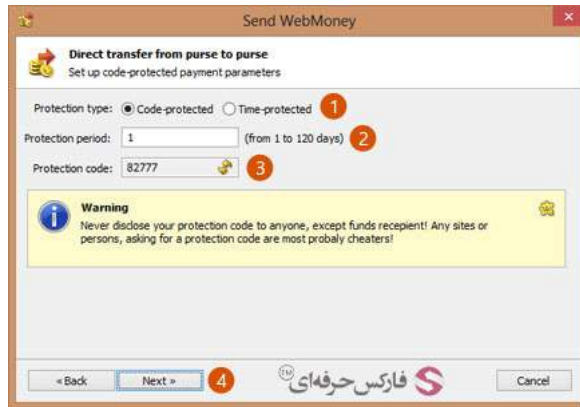 Send WebMoney
Direct transfer from purse to purse
Set up code-protected payment parameters
Protection type: Code-protected Time-protected 1
Protection period: 1 (from 1 to 120 days) 2
Protection code: 82777 3
Warning
Never disclose your protection code to anyone, except funds recepient! Any sites or
persons, asking for a protection code are most probaly cheaters!
« Back Next » 4 فارکس حرفه‌ای TM Cancel